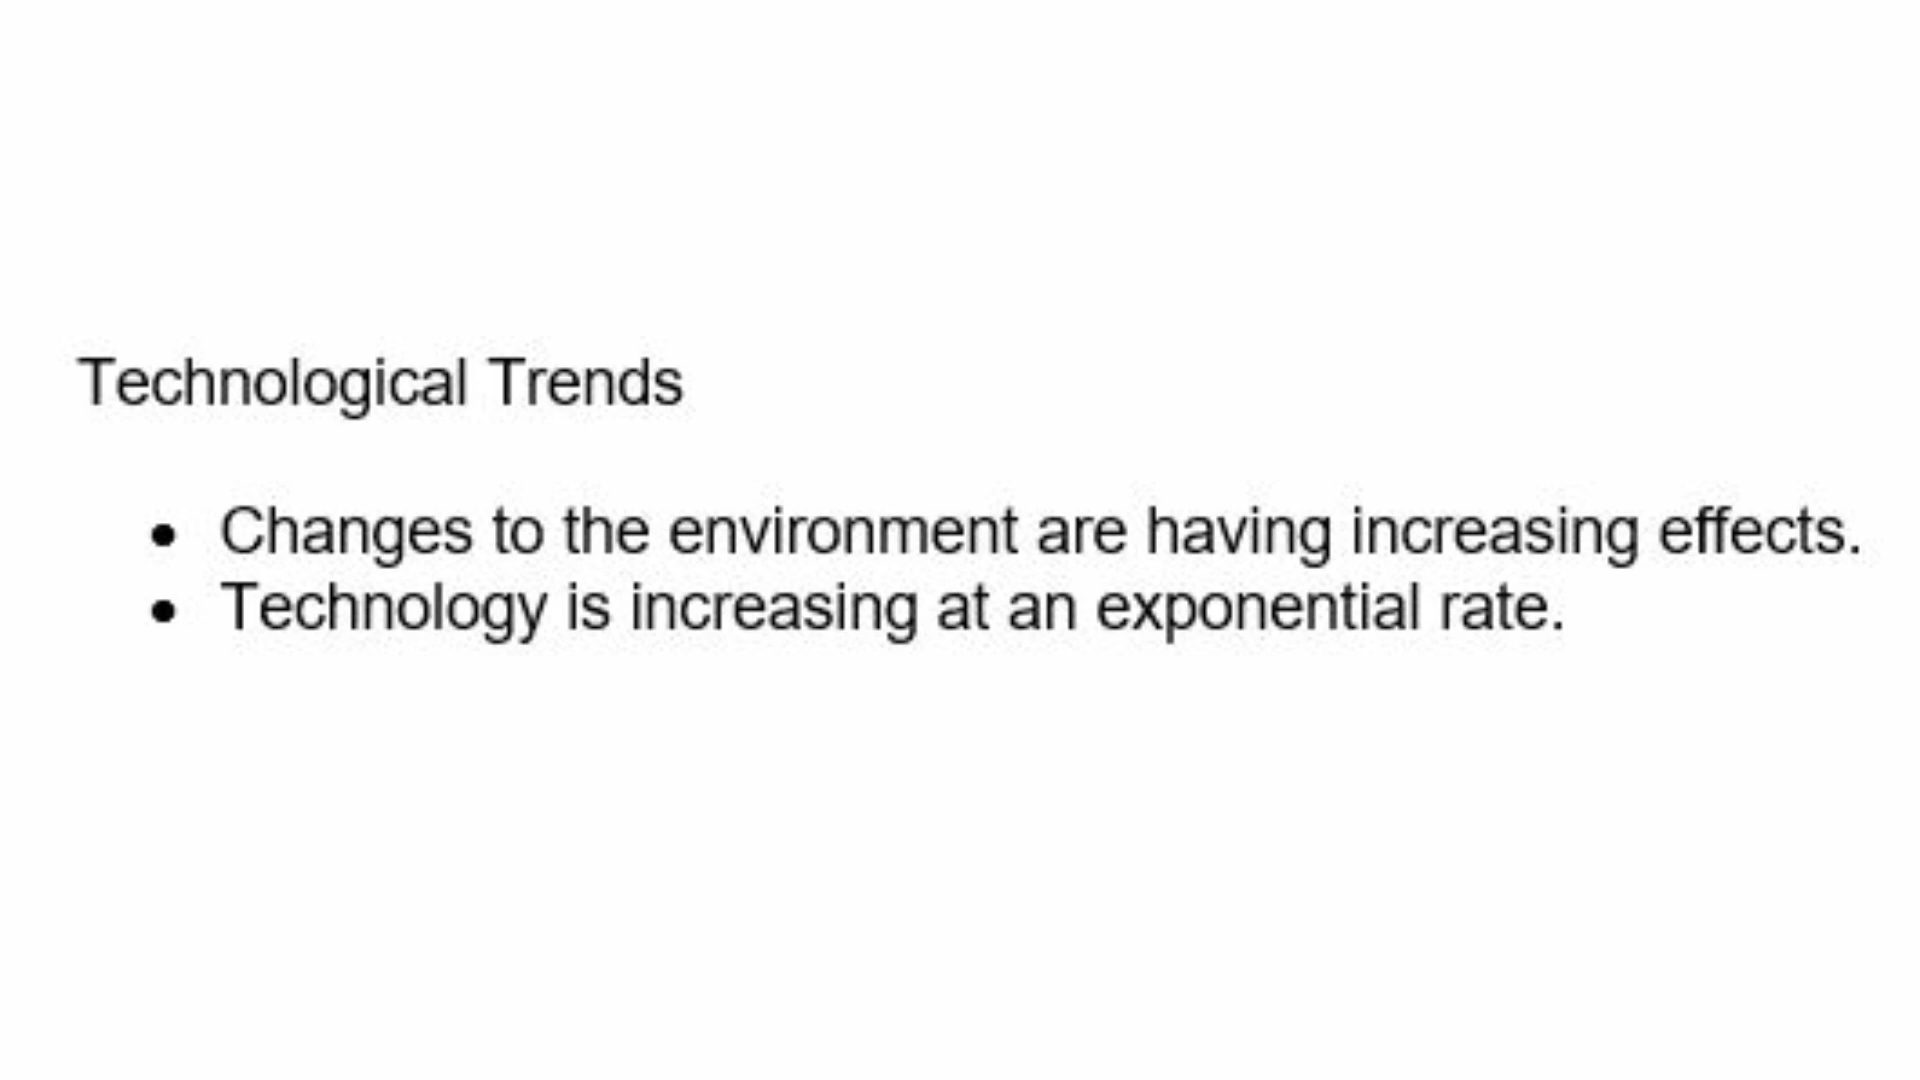 Technological Trends
• Changes to the environment are having increasing effects.
• Technology is increasing at an exponential rate.